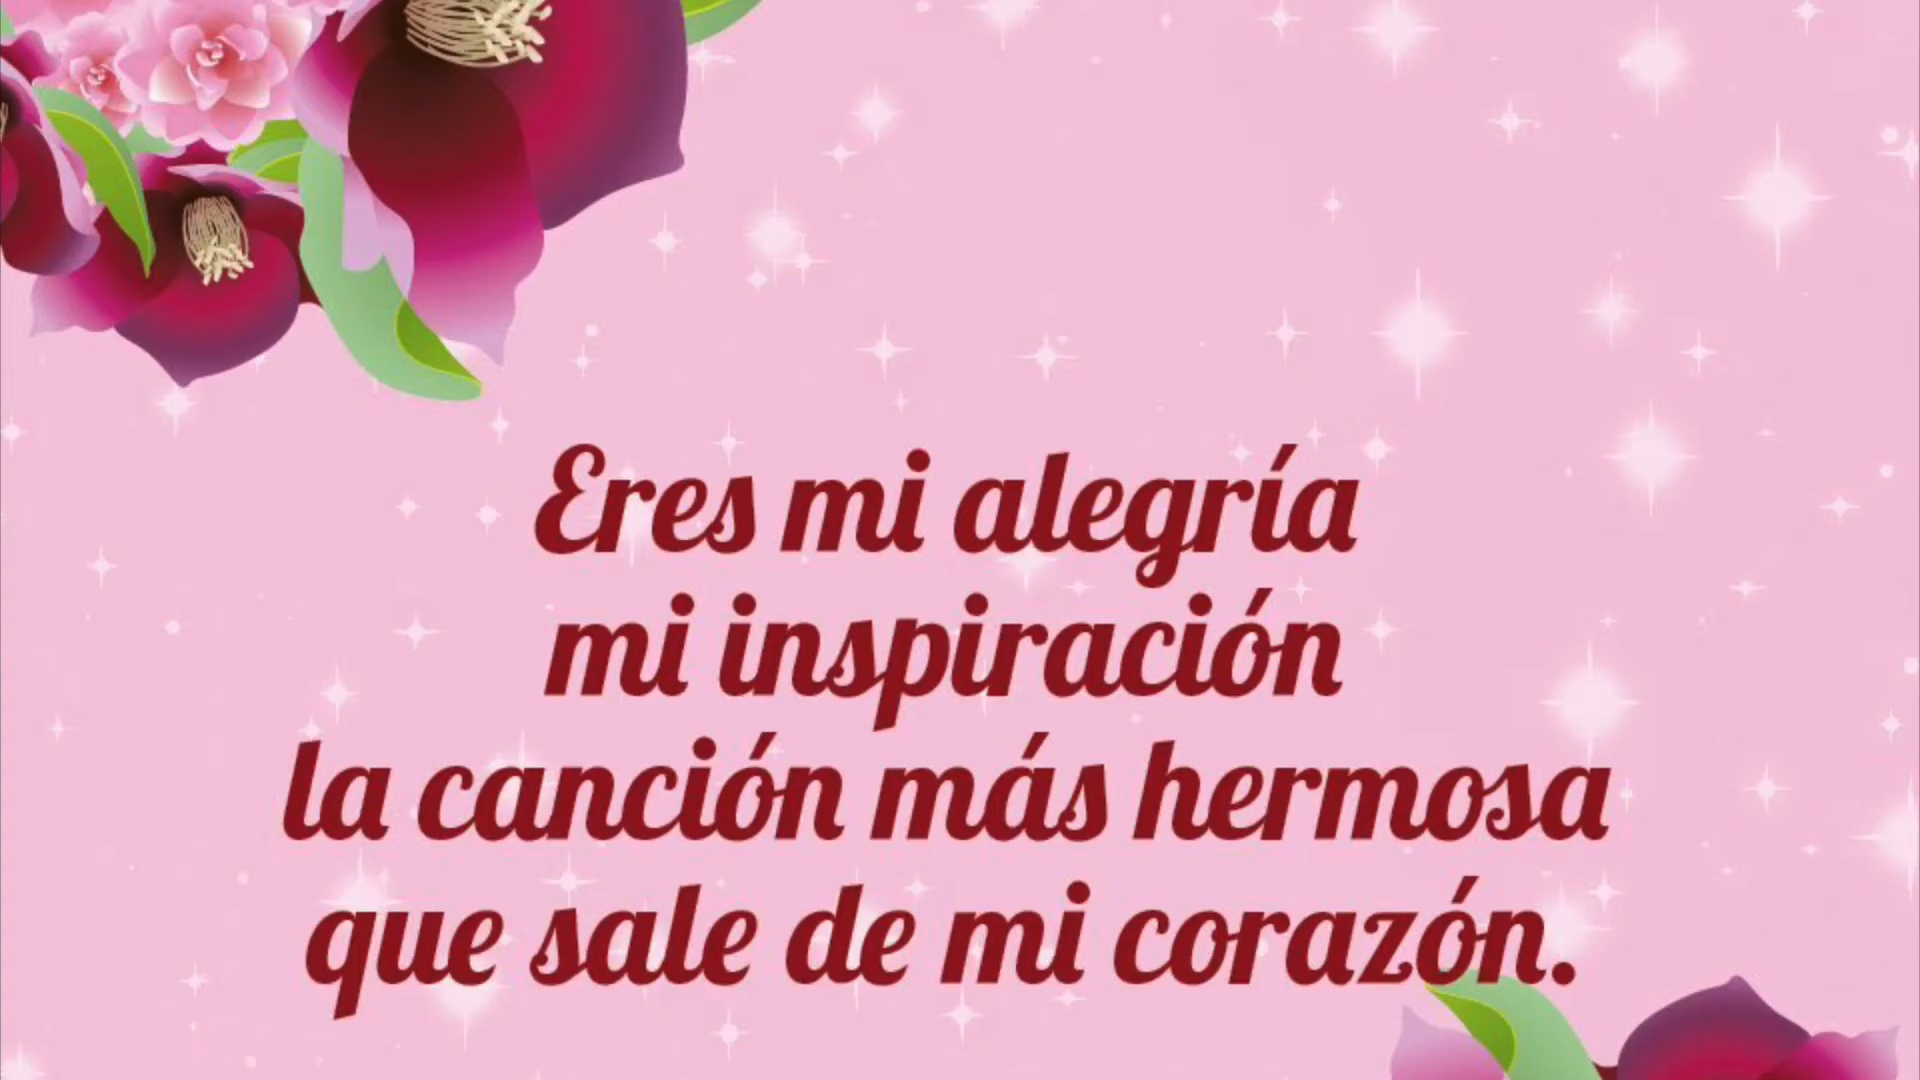 Eres mi alegría
mi inspiración
la canción más hermosa
que sale de mi corazón.